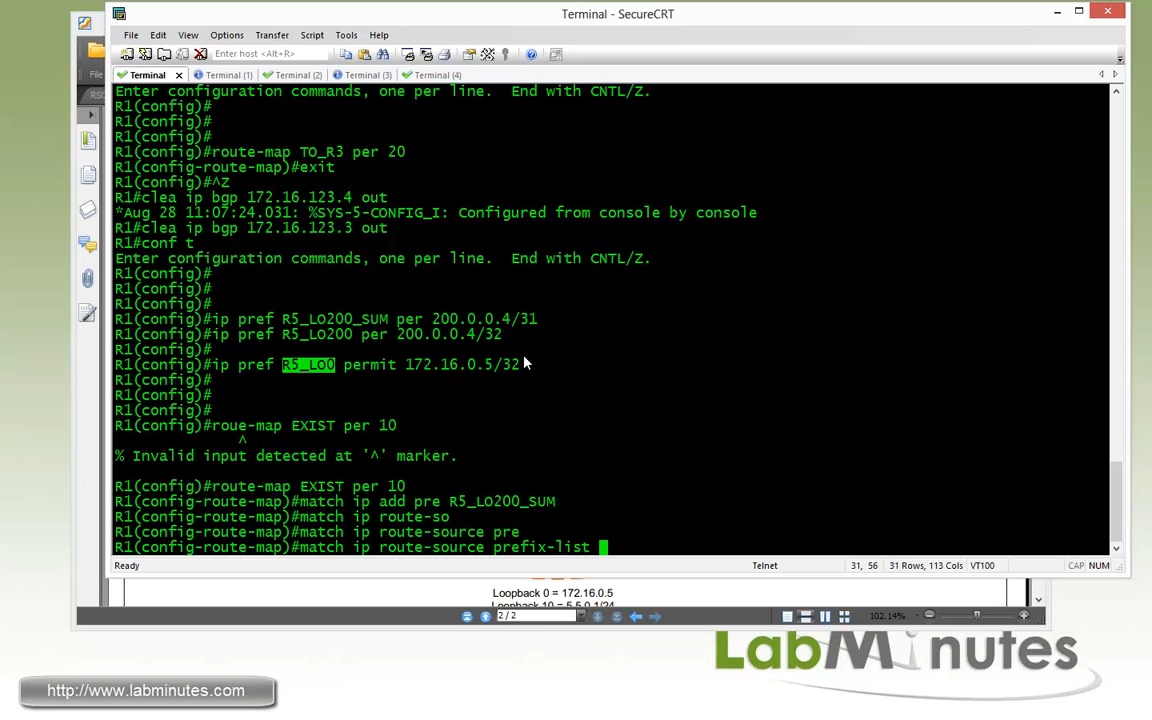 Terminal - SecureCRT
File Edit View Options Transfer Script Tools Help
Enter host <Alt+R>
File
Terminal Terminal (1) Terminal (2) Terminal (3) Terminal (4)
RS
Enter configuration commands, one per line.  End with CNTL/Z.
R1(config)#
R1(config)#
R1(config)#
R1(config)#route-map TO_R3 per 20
R1(config-route-map)#exit
R1(config)#^Z
R1#clea ip bgp 172.16.123.4 out
*Aug 28 11:07:24.031: %SYS-5-CONFIG_I: Configured from console by console
R1#clea ip bgp 172.16.123.3 out
R1#conf t
Enter configuration commands, one per line.  End with CNTL/Z.
R1(config)#
R1(config)#
R1(config)#
R1(config)#ip pref R5_LO200_SUM per 200.0.0.4/31
R1(config)#ip pref R5_LO200 per 200.0.0.4/32
R1(config)#
R1(config)#ip pref R5_LO0 permit 172.16.0.5/32
R1(config)#
R1(config)#
R1(config)#
R1(config)#roue-map EXIST per 10
^
% Invalid input detected at '^' marker.
R1(config)#route-map EXIST per 10
R1(config-route-map)#match ip add pre R5_LO200_SUM
R1(config-route-map)#match ip route-so
R1(config-route-map)#match ip route-source pre
R1(config-route-map)#match ip route-source prefix-list
Ready Telnet 31, 56 31 Rows, 113 Cols VT100 CAP NUM
Loopback 0 = 172.16.0.5
Loopback 10 = 5.5.0.1/24
2 / 2 102.14%
LabMinutes
http://www.labminutes.com